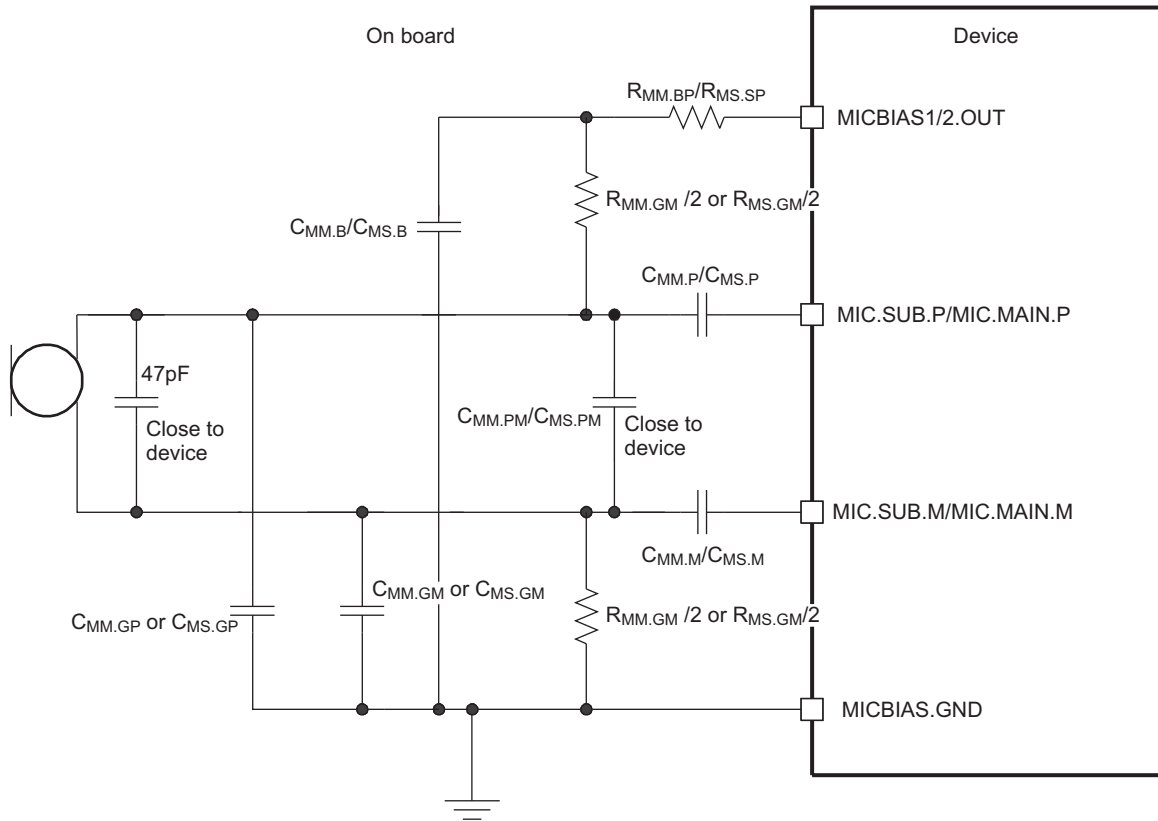 On board
Device
RMM.BP/RMS.SP
MICBIAS1/2.OUT
RMM.GM /2 or RMS.GM/2
CMM.B/CMS.B
CMM.P/CMS.P
MIC.SUB.P/MIC.MAIN.P
47pF
Close to
device
CMM.PM/CMS.PM
Close to
device
MIC.SUB.M/MIC.MAIN.M
CMM.M/CMS.M
CMM.GM or CMS.GM
CMM.GP or CMS.GP
RMM.GM /2 or RMS.GM/2
MICBIAS.GND